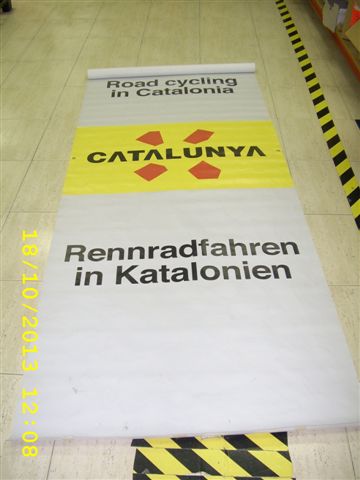 Road cycling
in Catalonia
CATALUNYA
Rennradfahren
in Katalonien
18/10/2013 12:08